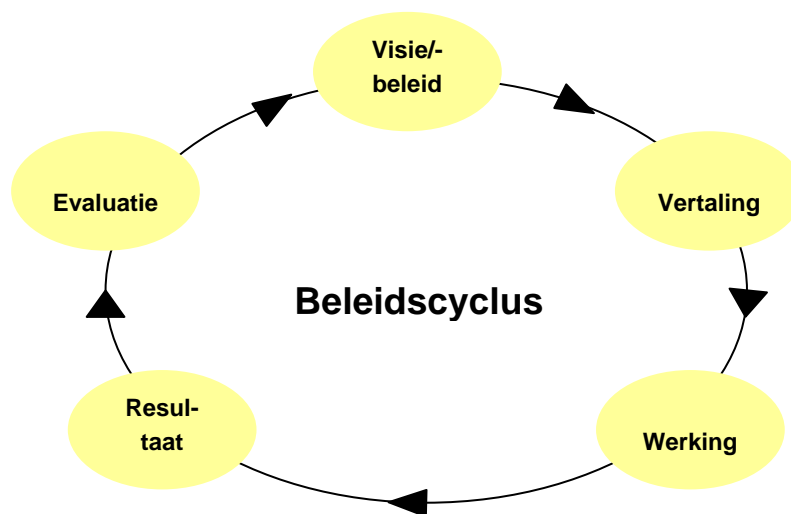 Visie/-
beleid
Evaluatie
Vertaling
Beleidscyclus
Resul-
taat
Werking